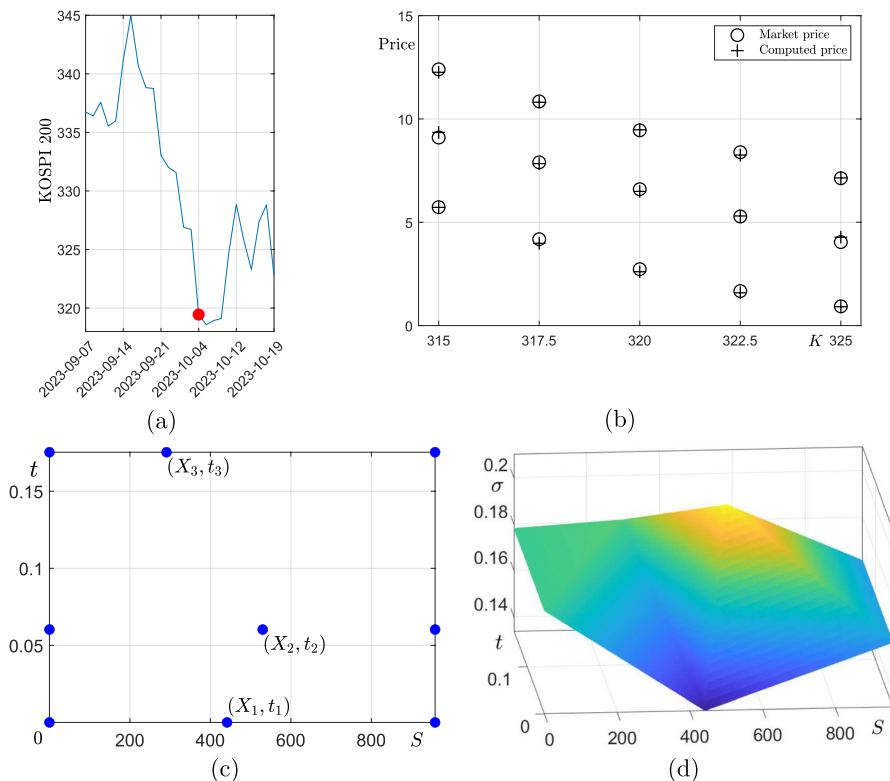 KOSPI 200
345
340
335
330
325
320
2023-09-07
2023-09-14
2023-09-21
2023-10-04
2023-10-12
2023-10-19
(a)
Price
15
10
5
0
Market price
Computed price
315
317.5
320
322.5
K
325
(b)
t
0.15
0.1
0.05
0
(X₃, t₃)
(X₂, t₂)
(X₁, t₁)
200
400
600
800
S
(c)
0.2
σ
0.18
0.16
0.14
t
0.1
0
0
200
400
600
800
S
(d)